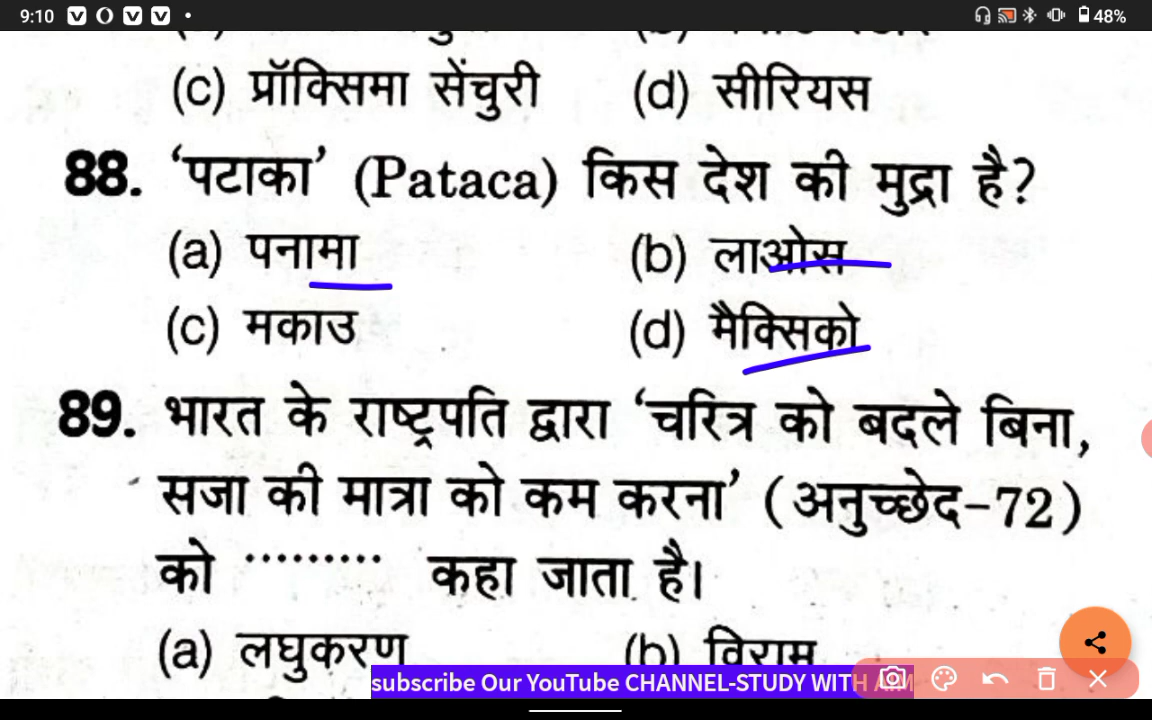 9:10
48%
(c) प्रॉक्सिमा सेंचुरी (d) सीरियस
88. ‘पटाका’ (Pataca) किस देश की मुद्रा है?
(a) पनामा (b) लाओस
(c) मकाउ (d) मैक्सिको
89. भारत के राष्ट्रपति द्वारा ‘चरित्र को बदले बिना,
सजा की मात्रा को कम करना’ (अनुच्छेद-72)
को ......... कहा जाता है।
(a) लघुकरण (b) विराम
subscribe Our YouTube CHANNEL-STUDY WITH AIM